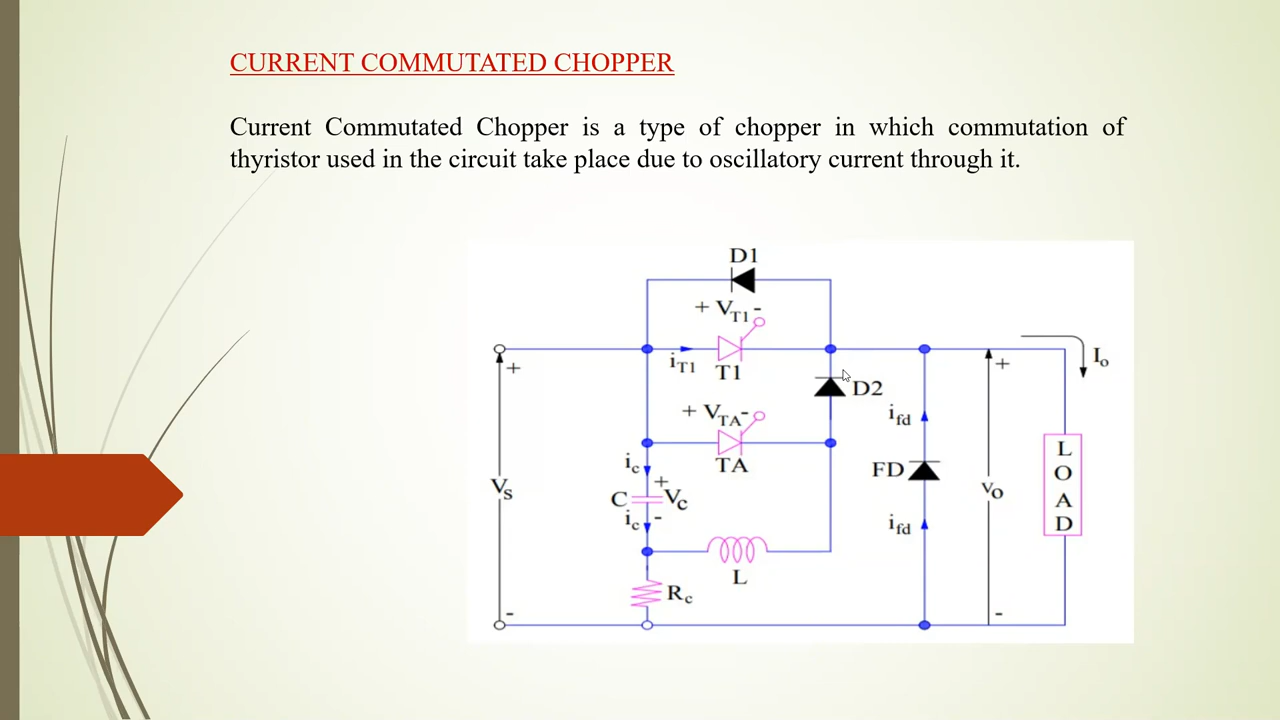 CURRENT COMMUTATED CHOPPER
Current Commutated Chopper is a type of chopper in which commutation of
thyristor used in the circuit take place due to oscillatory current through it.
D1
+ VT1 -
iT1 T1
+ VTA -
TA
D2
ic
+
C Vc
ic -
L
Rc
+
Vs
-
ifd
FD
ifd
+
Vo
-
Io
L
O
A
D